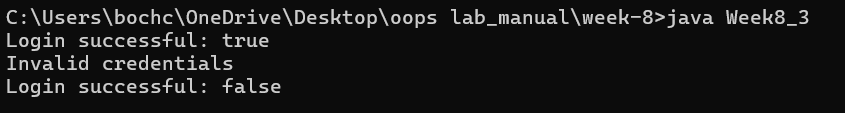 C:\Users\bochc\OneDrive\Desktop\oops lab_manual\week-8>java Week8_3
Login successful: true
Invalid credentials
Login successful: false